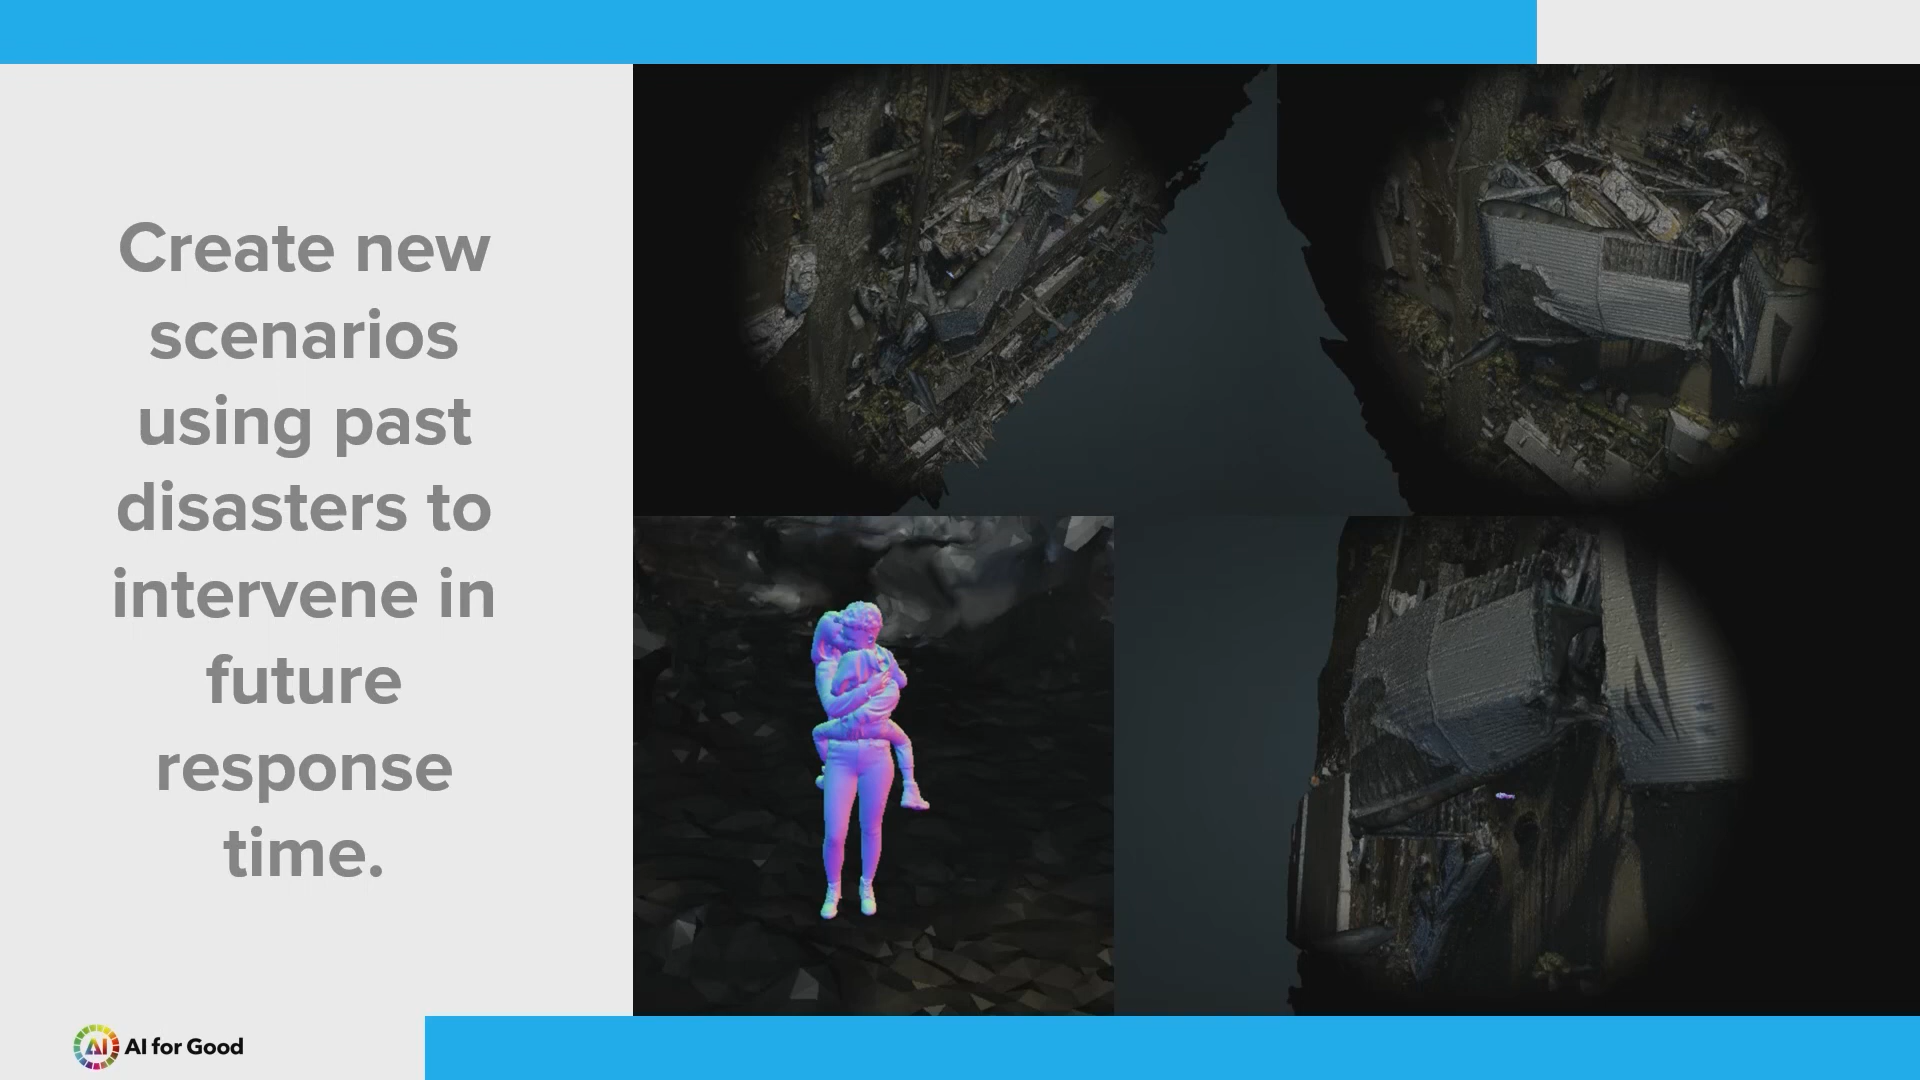 Create new
scenarios
using past
disasters to
intervene in
future
response
time.
AI for Good